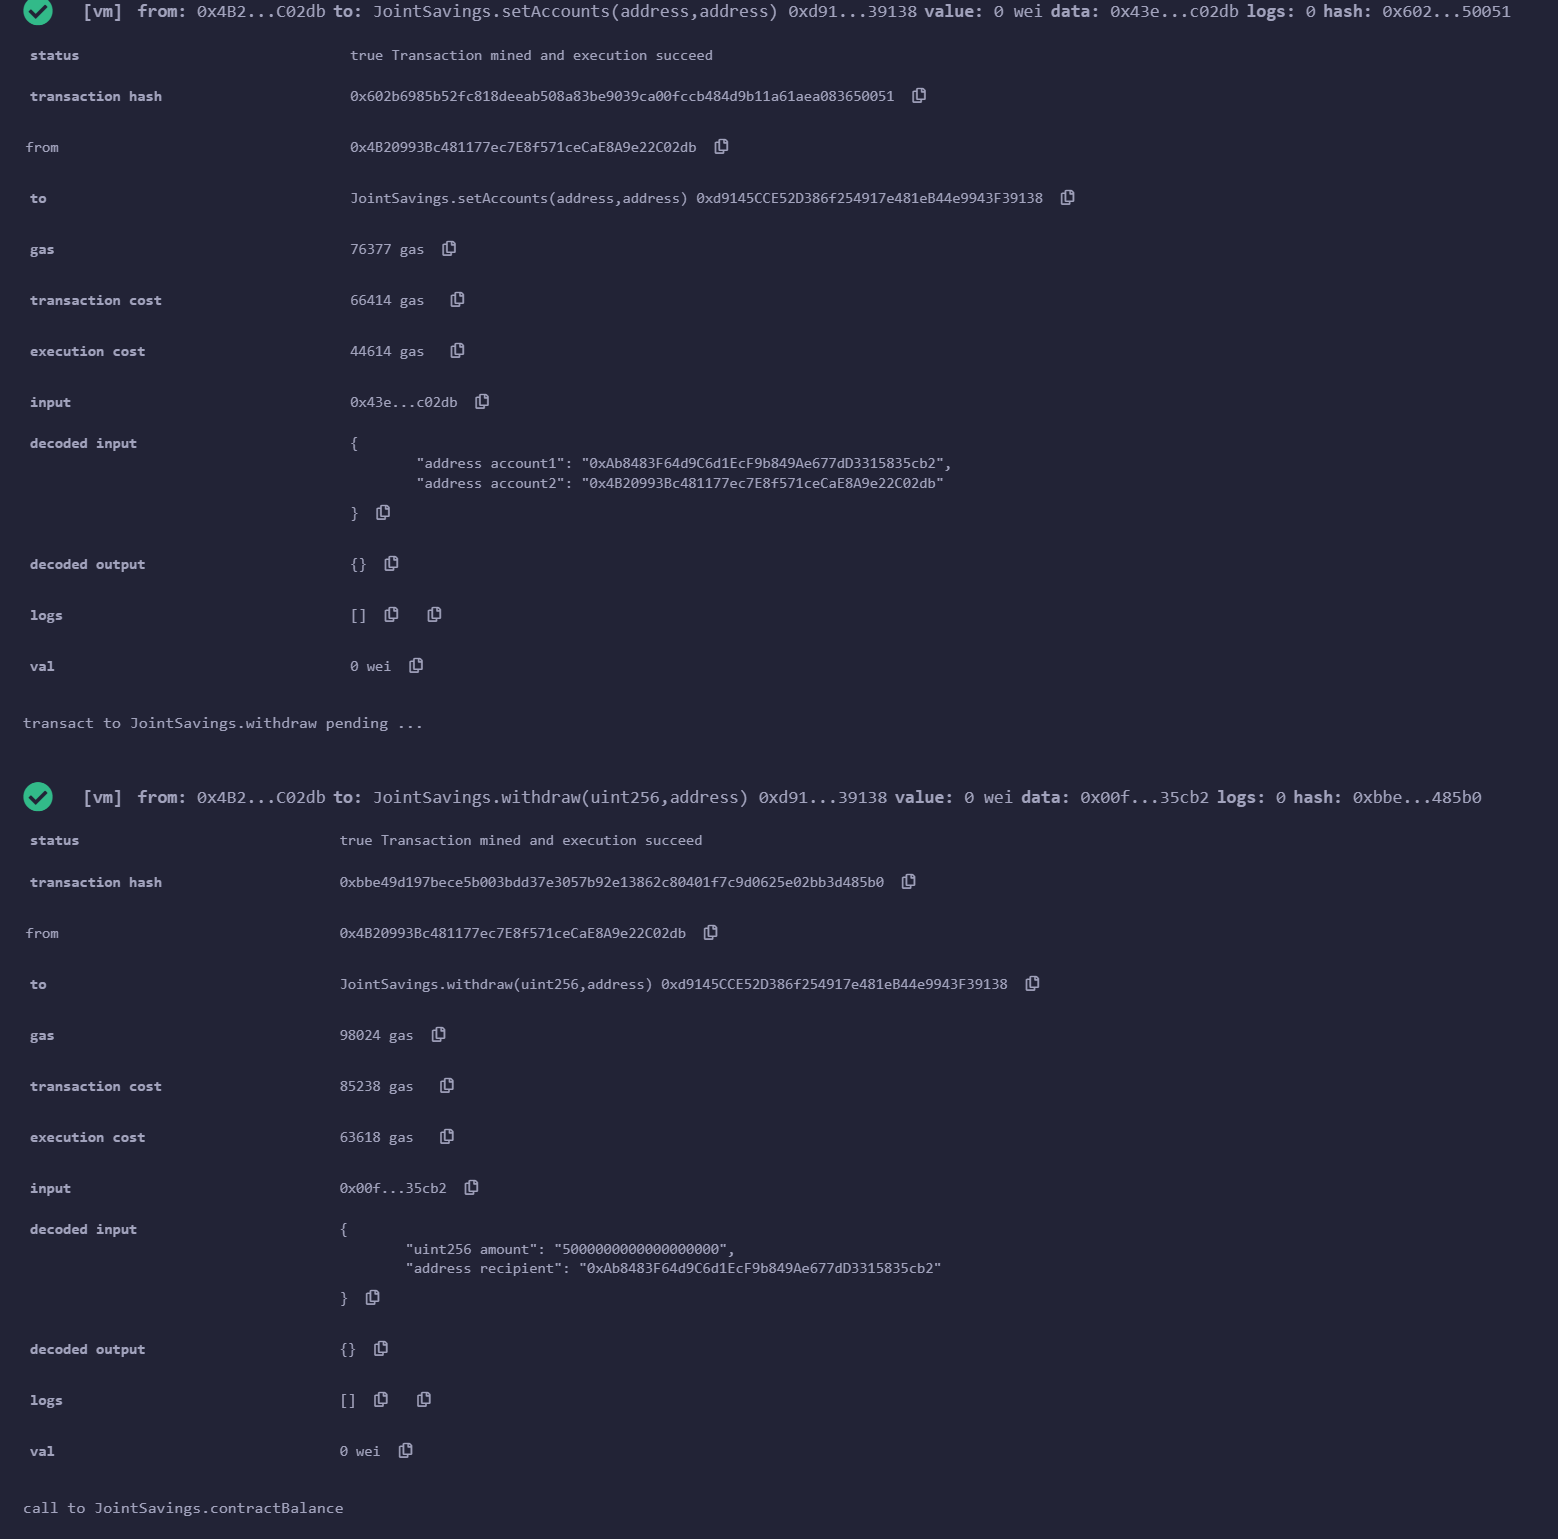 [vm] from: 0x4B2...C02db to: JointSavings.setAccounts(address,address) 0xd91...39138 value: 0 wei data: 0x43e...c02db logs: 0 hash: 0x602...50051
status true Transaction mined and execution succeed
transaction hash 0x602b6985b52fc818deeab508a83be9039ca00fccb484d9b11a61aea083650051
from 0x4B20993Bc481177ec7E8f571ceCaE8A9e22C02db
to JointSavings.setAccounts(address,address) 0xd9145CCE52D386f254917e481eB44e9943F39138
gas 76377 gas
transaction cost 66414 gas
execution cost 44614 gas
input 0x43e...c02db
decoded input {
"address account1": "0xAb8483F64d9C6d1EcF9b849Ae677dD3315835cb2",
"address account2": "0x4B20993Bc481177ec7E8f571ceCaE8A9e22C02db"
}
decoded output {}
logs []
val 0 wei
transact to JointSavings.withdraw pending ...
[vm] from: 0x4B2...C02db to: JointSavings.withdraw(uint256,address) 0xd91...39138 value: 0 wei data: 0x00f...35cb2 logs: 0 hash: 0xbbe...485b0
status true Transaction mined and execution succeed
transaction hash 0xbbe49d197bece5b003bdd37e3057b92e13862c80401f7c9d0625e02bb3d485b0
from 0x4B20993Bc481177ec7E8f571ceCaE8A9e22C02db
to JointSavings.withdraw(uint256,address) 0xd9145CCE52D386f254917e481eB44e9943F39138
gas 98024 gas
transaction cost 85238 gas
execution cost 63618 gas
input 0x00f...35cb2
decoded input {
"uint256 amount": "5000000000000000000",
"address recipient": "0xAb8483F64d9C6d1EcF9b849Ae677dD3315835cb2"
}
decoded output {}
logs []
val 0 wei
call to JointSavings.contractBalance